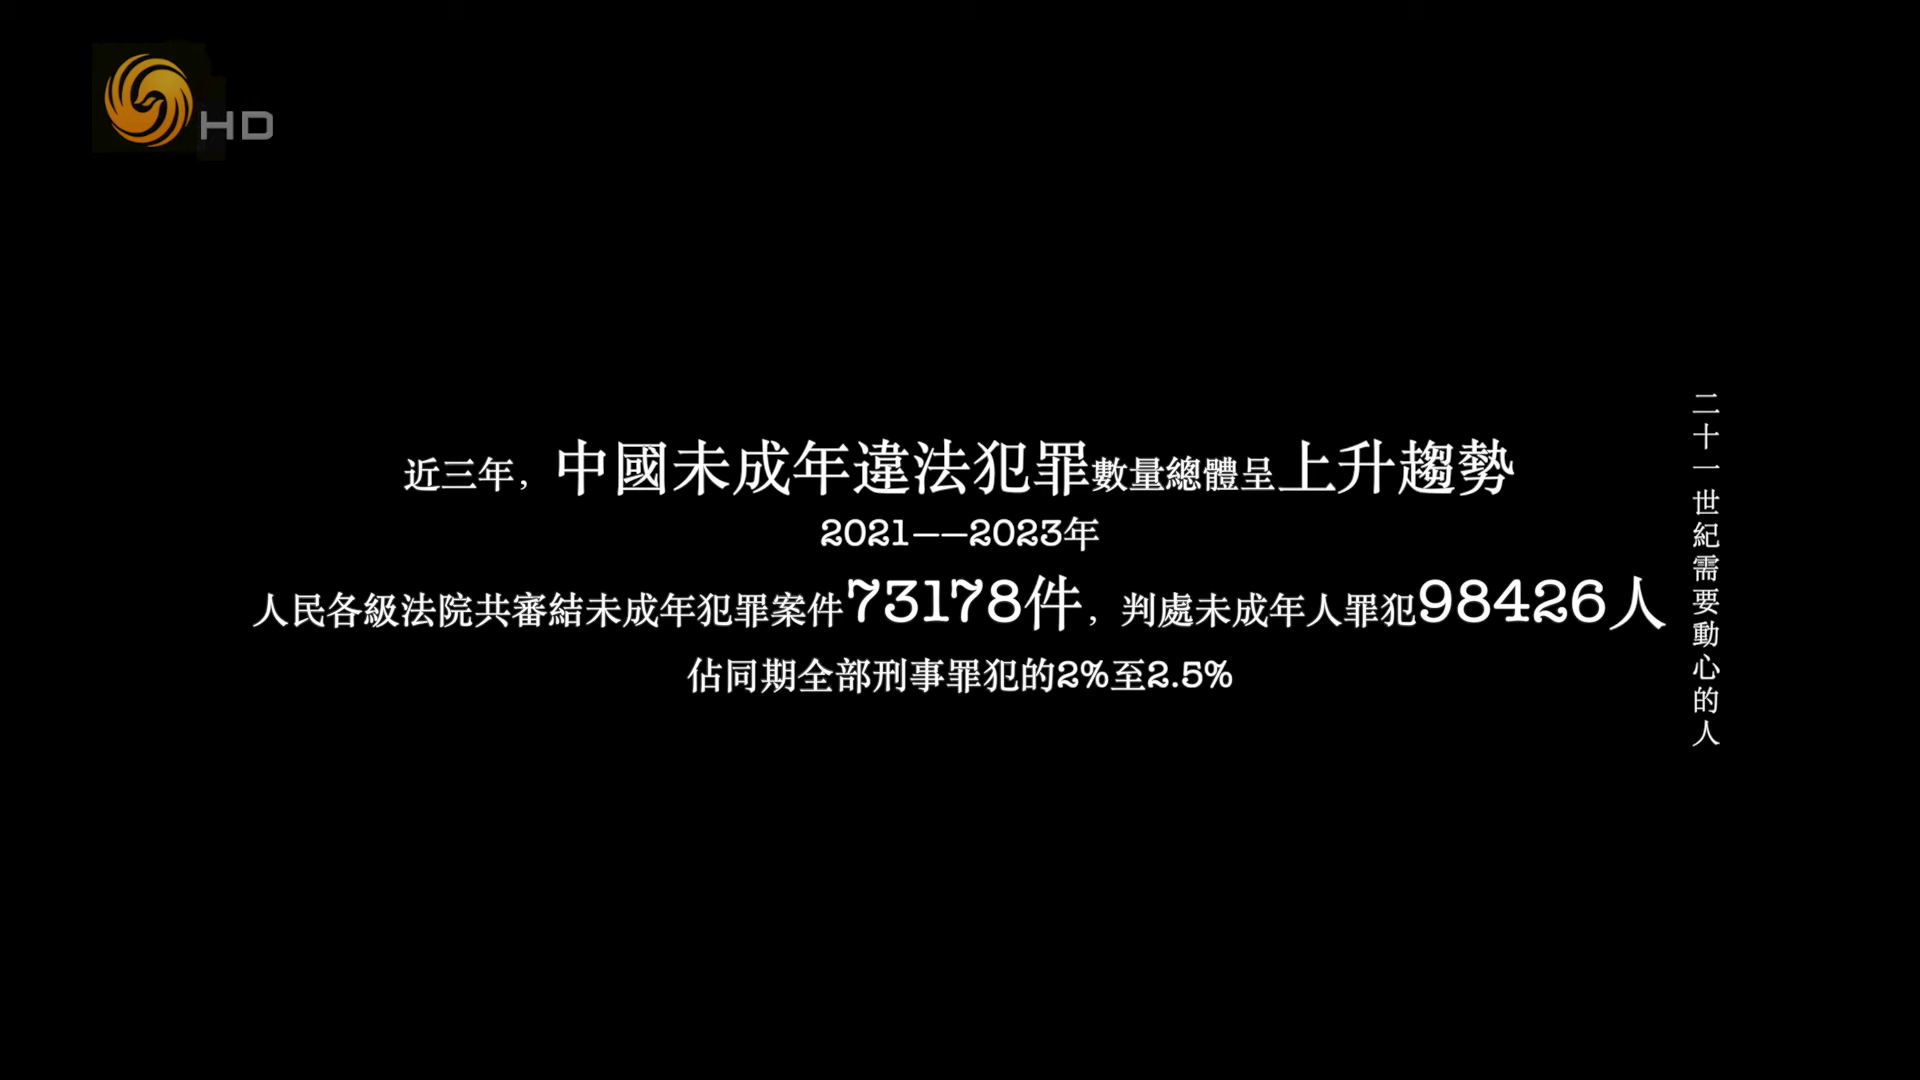 HD
近三年，中國未成年違法犯罪數量總體呈上升趨勢
2021——2023年
人民各級法院共審結未成年犯罪案件73178件，判處未成年人罪犯98426人
佔同期全部刑事罪犯的2%至2.5%
二十一世紀需要動心的人